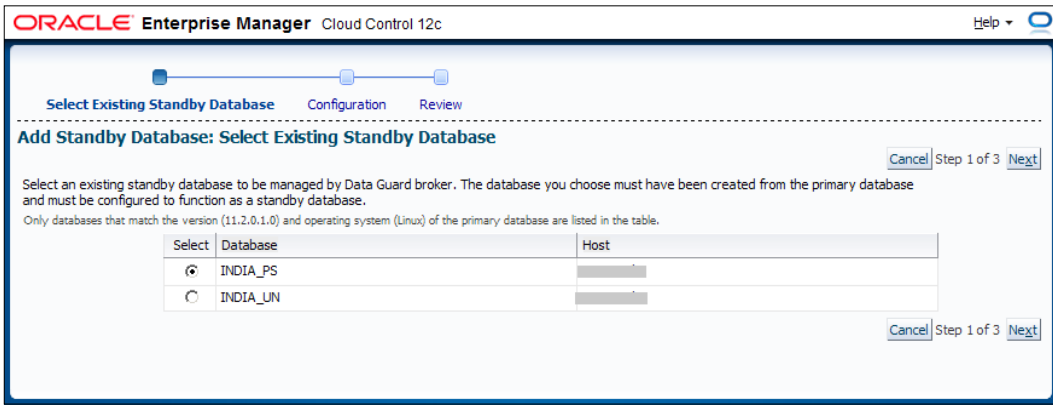 ORACLE Enterprise Manager Cloud Control 12c Help
Select Existing Standby Database Configuration Review
Add Standby Database: Select Existing Standby Database
Cancel Step 1 of 3 Next
Select an existing standby database to be managed by Data Guard broker. The database you choose must have been created from the primary database
and must be configured to function as a standby database.
Only databases that match the version (11.2.0.1.0) and operating system (Linux) of the primary database are listed in the table.
Select Database Host
INDIA_PS
INDIA_UN
Cancel Step 1 of 3 Next